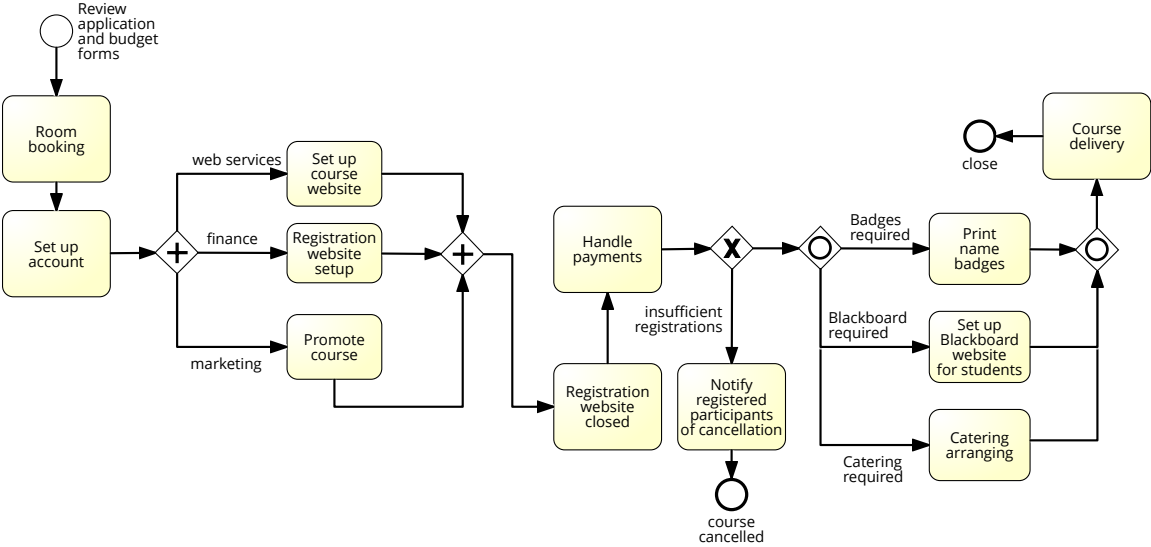 Review
application
and budget
forms
Room
booking
Set up
account
web services
Set up
course
website
finance
Registration
website
setup
marketing
Promote
course
Registration
website
closed
Handle
payments
X
insufficient
registrations
Notify
registered
participants
of cancellation
course
cancelled
Badges
required
Print
name
badges
Blackboard
required
Set up
Blackboard
website
for students
Catering
required
Catering
arranging
Course
delivery
close